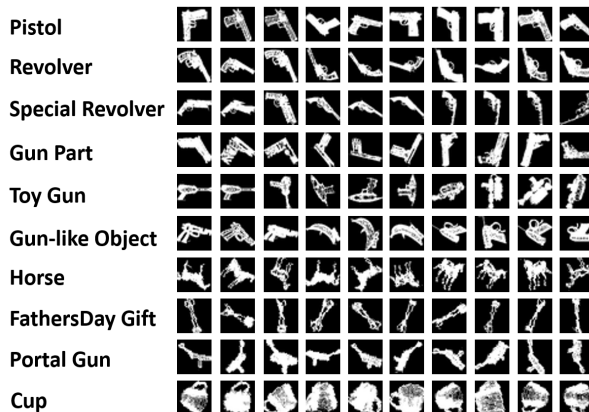 Pistol
Revolver
Special Revolver
Gun Part
Toy Gun
Gun-like Object
Horse
FathersDay Gift
Portal Gun
Cup